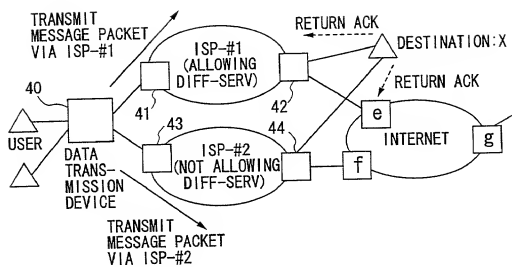 TRANSMIT
MESSAGE PACKET
VIA ISP-#1
RETURN ACK
ISP-#1
(ALLOWING
DIFF-SERV)
DESTINATION:X
40
41
42
RETURN ACK
43
44
e
USER
ISP-#2
(NOT ALLOWING
DIFF-SERV)
INTERNET
g
f
DATA
TRANS-
MISSION
DEVICE
TRANSMIT
MESSAGE PACKET
VIA ISP-#2